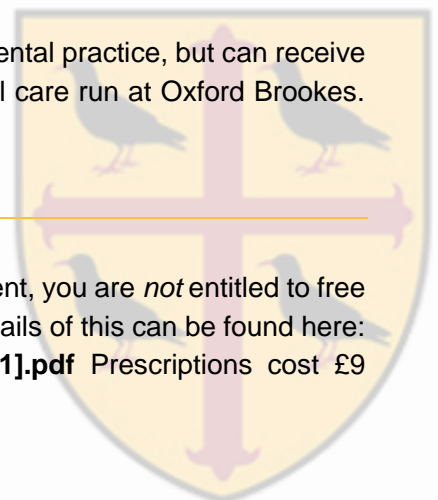 ental practice, but can receive
l care run at Oxford Brookes.
ent, you are not entitled to free
ails of this can be found here:
1].pdf Prescriptions cost £9